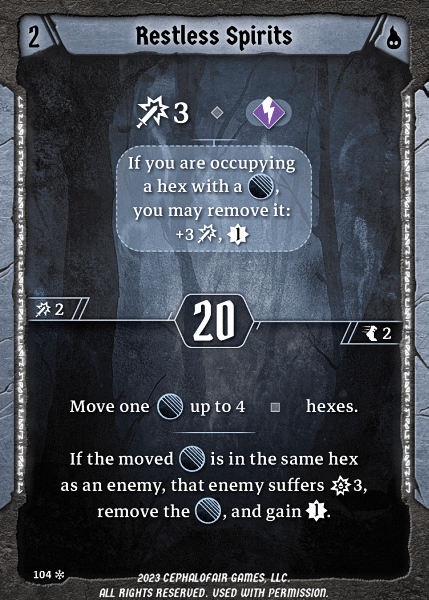 2 Restless Spirits
3
If you are occupying
a hex with a ,
you may remove it:
+3 ,
2
20
2
Move one up to 4 hexes.
If the moved is in the same hex
as an enemy, that enemy suffers 3,
remove the , and gain .
104
2023 CEPHALOFAIR GAMES, LLC.
ALL RIGHTS RESERVED. USED WITH PERMISSION.